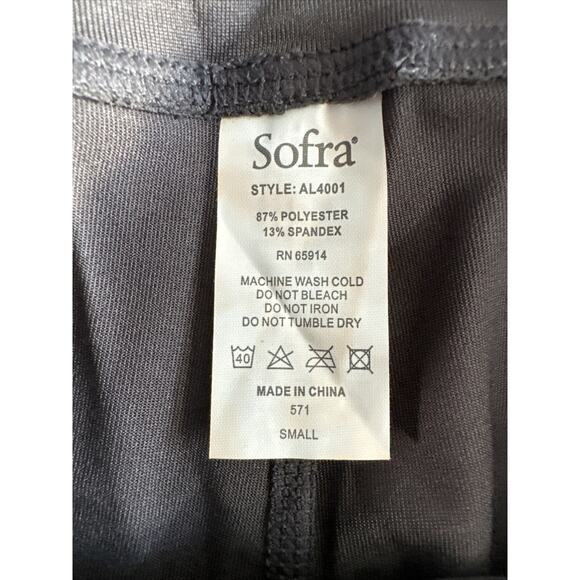 Sofra®
STYLE: AL4001
87% POLYESTER
13% SPANDEX
RN 65914
MACHINE WASH COLD
DO NOT BLEACH
DO NOT IRON
DO NOT TUMBLE DRY
40
MADE IN CHINA
571
SMALL